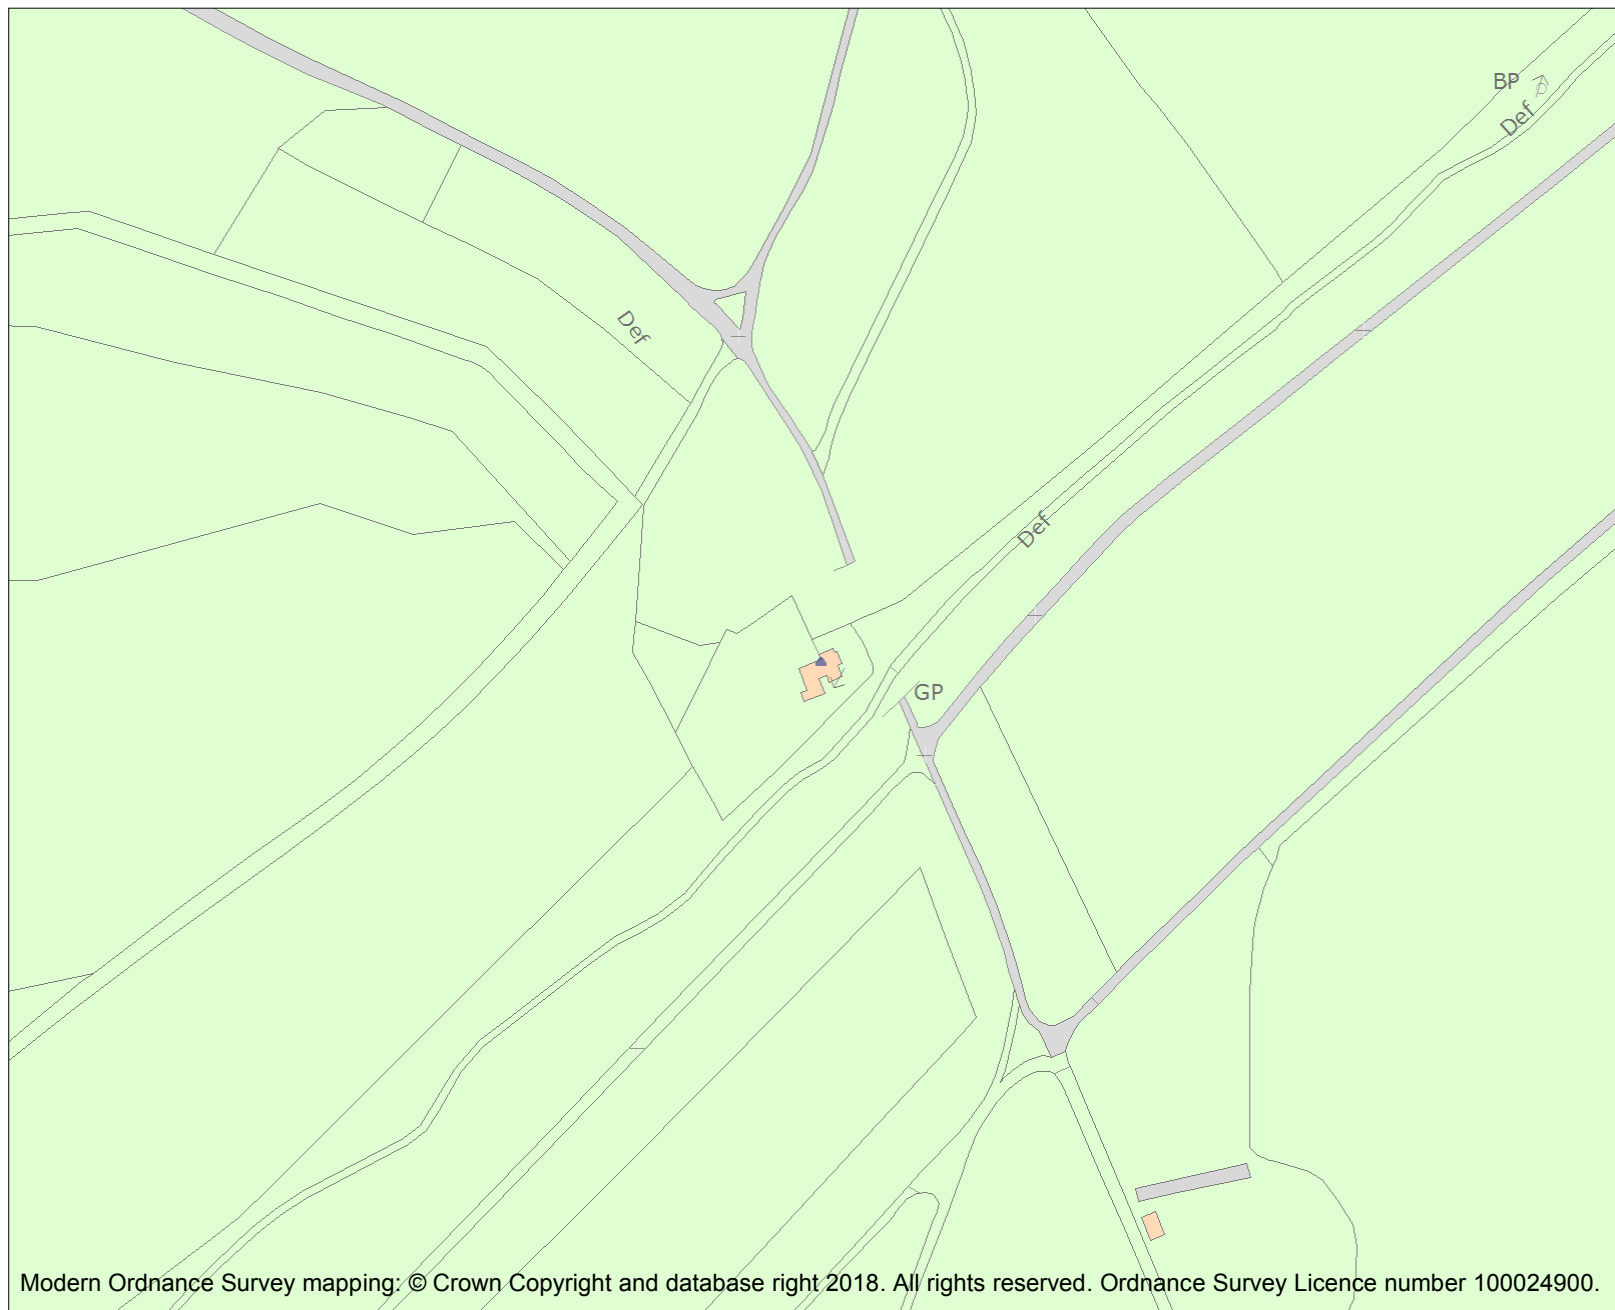 BP
Def
Def
Def
GP
Modern Ordnance Survey mapping: © Crown Copyright and database right 2018. All rights reserved. Ordnance Survey Licence number 100024900.